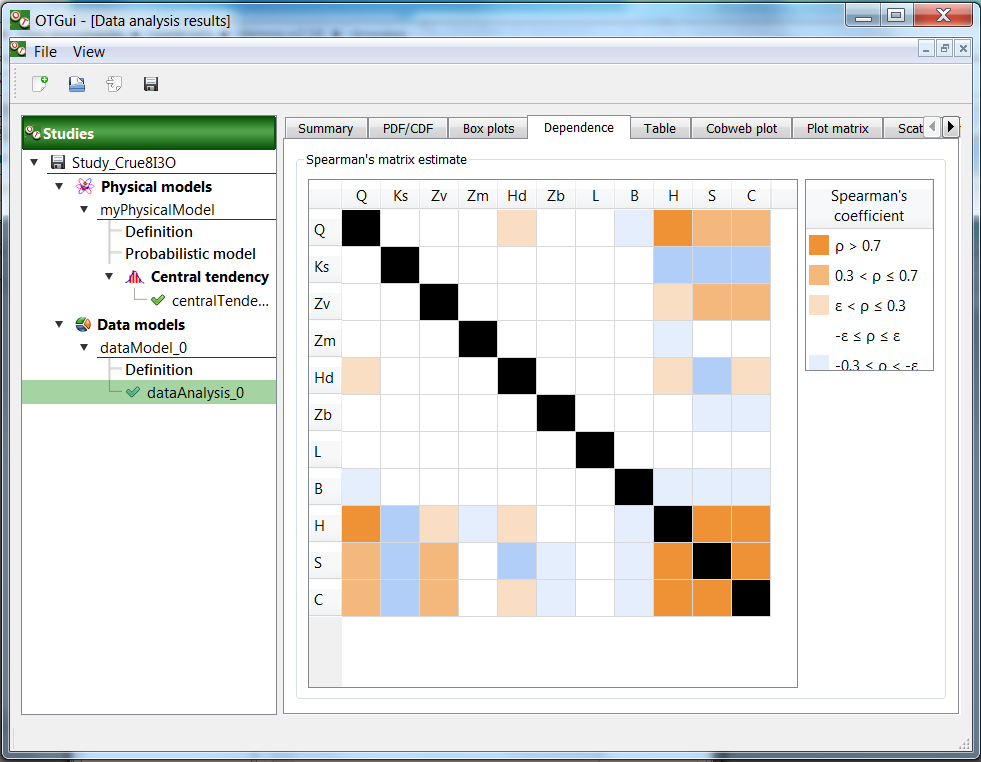 OTGui - [Data analysis results]
File View
Studies
Study_Crue8I3O
Physical models
myPhysicalModel
Definition
Probabilistic model
Central tendency
centralTende...
Data models
dataModel_0
Definition
dataAnalysis_0
Summary PDF/CDF Box plots Dependence Table Cobweb plot Plot matrix Scat
Spearman's matrix estimate
Q Ks Zv Zm Hd Zb L B H S C
Q
Ks
Zv
Zm
Hd
Zb
L
B
H
S
C
Spearman's
coefficient
ρ > 0.7
0.3 < ρ ≤ 0.7
ε < ρ ≤ 0.3
-ε ≤ ρ ≤ ε
-0.3 < ρ < -ε